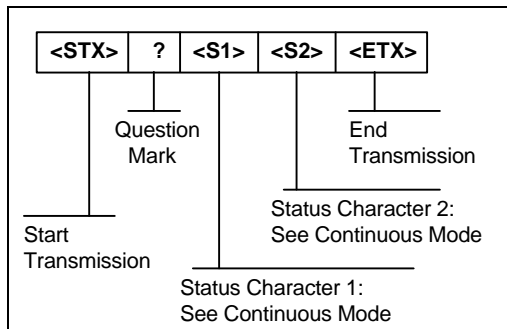 <STX> ? <S1> <S2> <ETX>
Question
Mark
End
Transmission
Status Character 2:
See Continuous Mode
Start
Transmission
Status Character 1:
See Continuous Mode